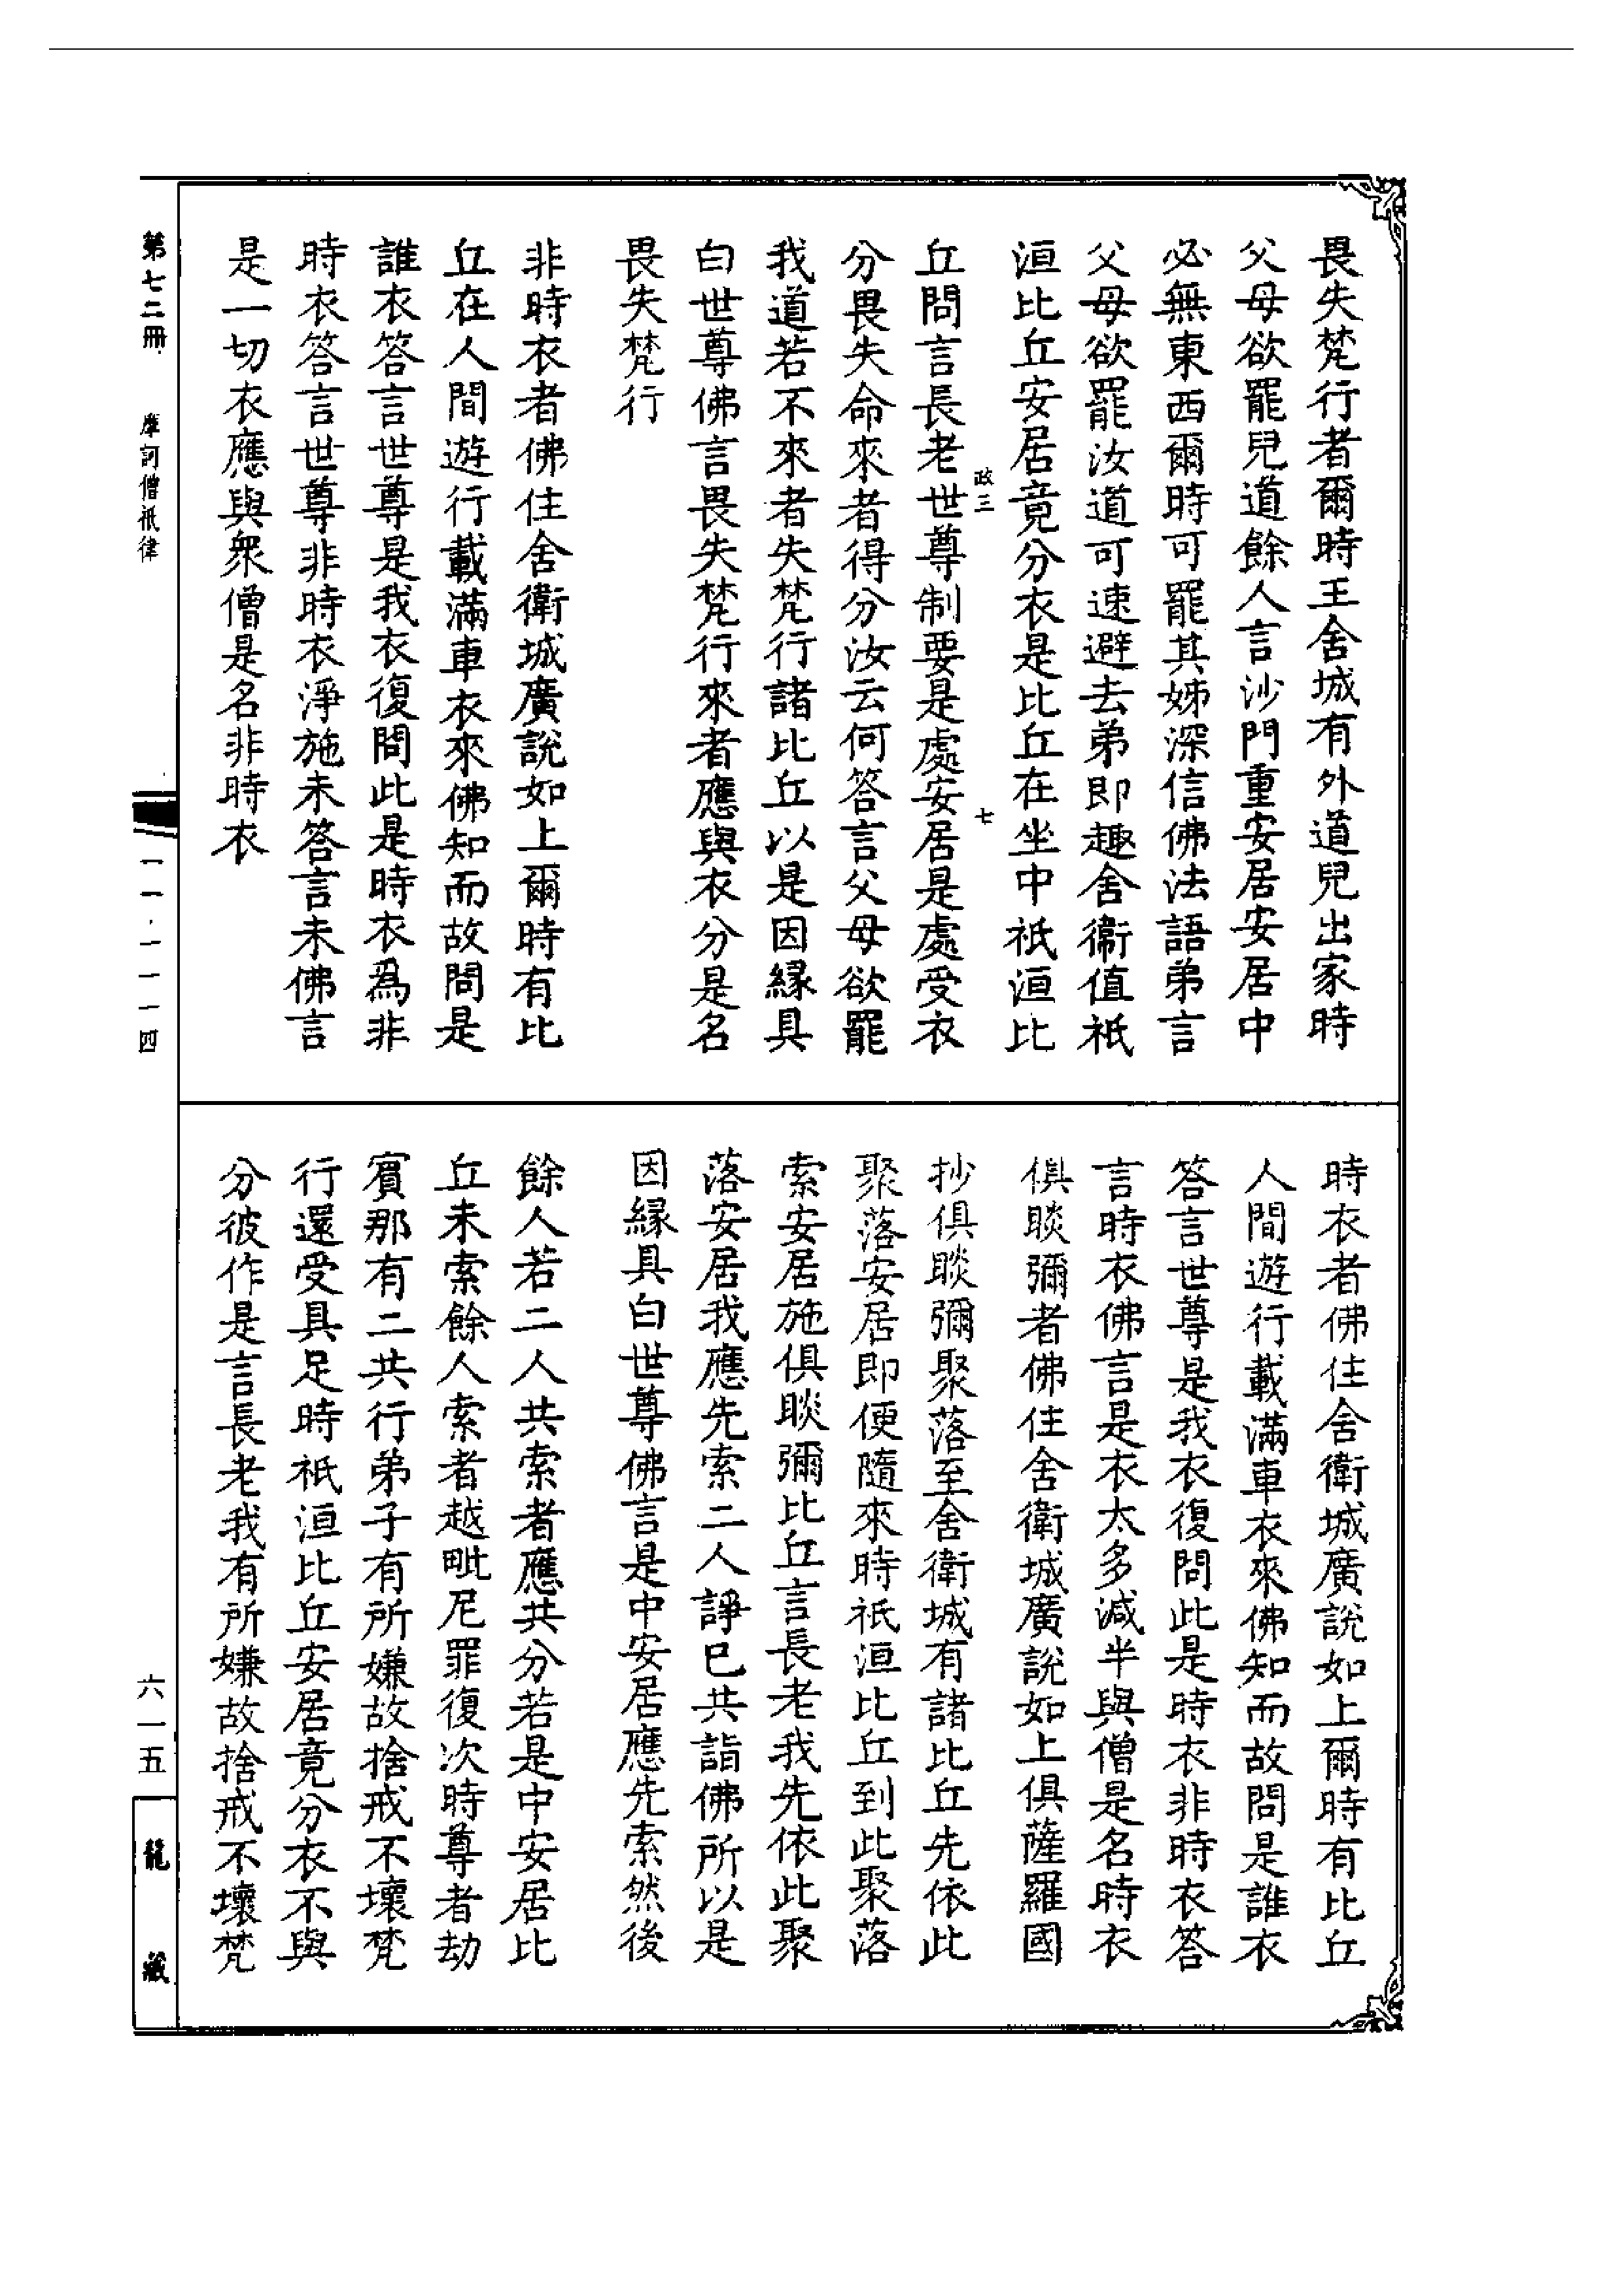 畏失梵行者爾時王舍城有外道兒出家時
父母欲罷兒道餘人言沙門重安居安居中
必無東西爾時可罷其姊深信佛法語弟言
父母欲罷汝道可速避去弟即趣舍衞值祇
洹比丘安居竟分衣是比丘在坐中祇洹比
政三 七
丘問言長老世尊制要是處安居是處受衣
分畏失命來者得分汝云何答言父母欲罷
我道若不來者失梵行諸比丘以是因緣具
白世尊佛言畏失梵行來者應與衣分是名
畏失梵行
非時衣者佛住舍衛城廣說如上爾時有比
丘在人間遊行載滿車衣來佛知而故問是
誰衣答言世尊是我衣復問此是時衣爲非
時衣答言世尊非時衣淨施未答言未佛言
是一切衣應與衆僧是名非時衣
時衣者佛住舍衛城廣說如上爾時有比丘
人間遊行載滿車衣來佛知而故問是誰衣
答言世尊是我衣復問此是時衣非時衣答
言時衣佛言是衣太多減半與僧是名時衣
俱睒彌者佛住舍衛城廣說如上俱薩羅國
抄俱睒彌聚落至舍衛城有諸比丘先依此
聚落安居即便隨來時祇洹比丘到此聚落
索安居施俱睒彌比丘言長老我先依此聚
落安居我應先索二人諍已共詣佛所以是
因緣具白世尊佛言是中安居應先索然後
餘人若二人共索者應共分若是中安居比
丘未索餘人索者越毗尼罪復次時尊者劫
賓那有二共行弟子有所嫌故捨戒不壞梵
行還受具足時祇洹比丘安居竟分衣不與
分彼作是言長老我有所嫌故捨戒不壞梵
第七二冊 摩訶僧祇律
一一·一一一四
六一五
龍藏